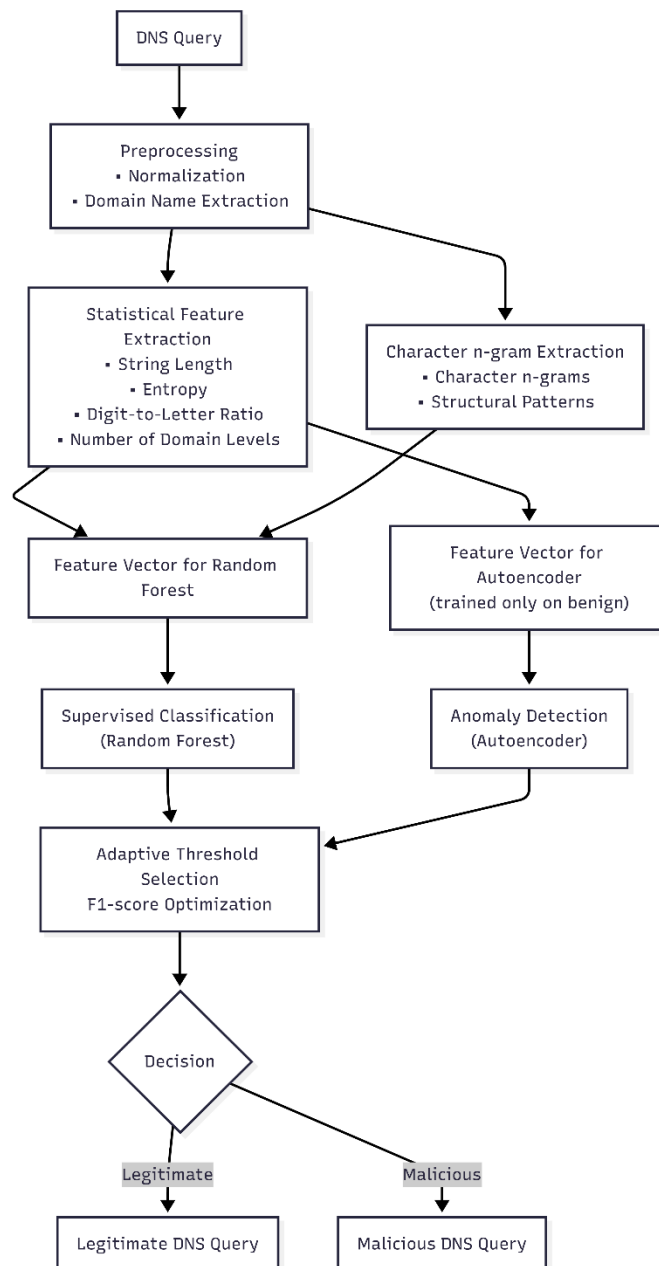 DNS Query
Preprocessing
▪ Normalization
▪ Domain Name Extraction
Statistical Feature
Extraction
▪ String Length
▪ Entropy
▪ Digit-to-Letter Ratio
▪ Number of Domain Levels
Character n-gram Extraction
▪ Character n-grams
▪ Structural Patterns
Feature Vector for Random
Forest
Feature Vector for
Autoencoder
(trained only on benign)
Supervised Classification
(Random Forest)
Anomaly Detection
(Autoencoder)
Adaptive Threshold
Selection
F1-score Optimization
Decision
Legitimate
Malicious
Legitimate DNS Query
Malicious DNS Query